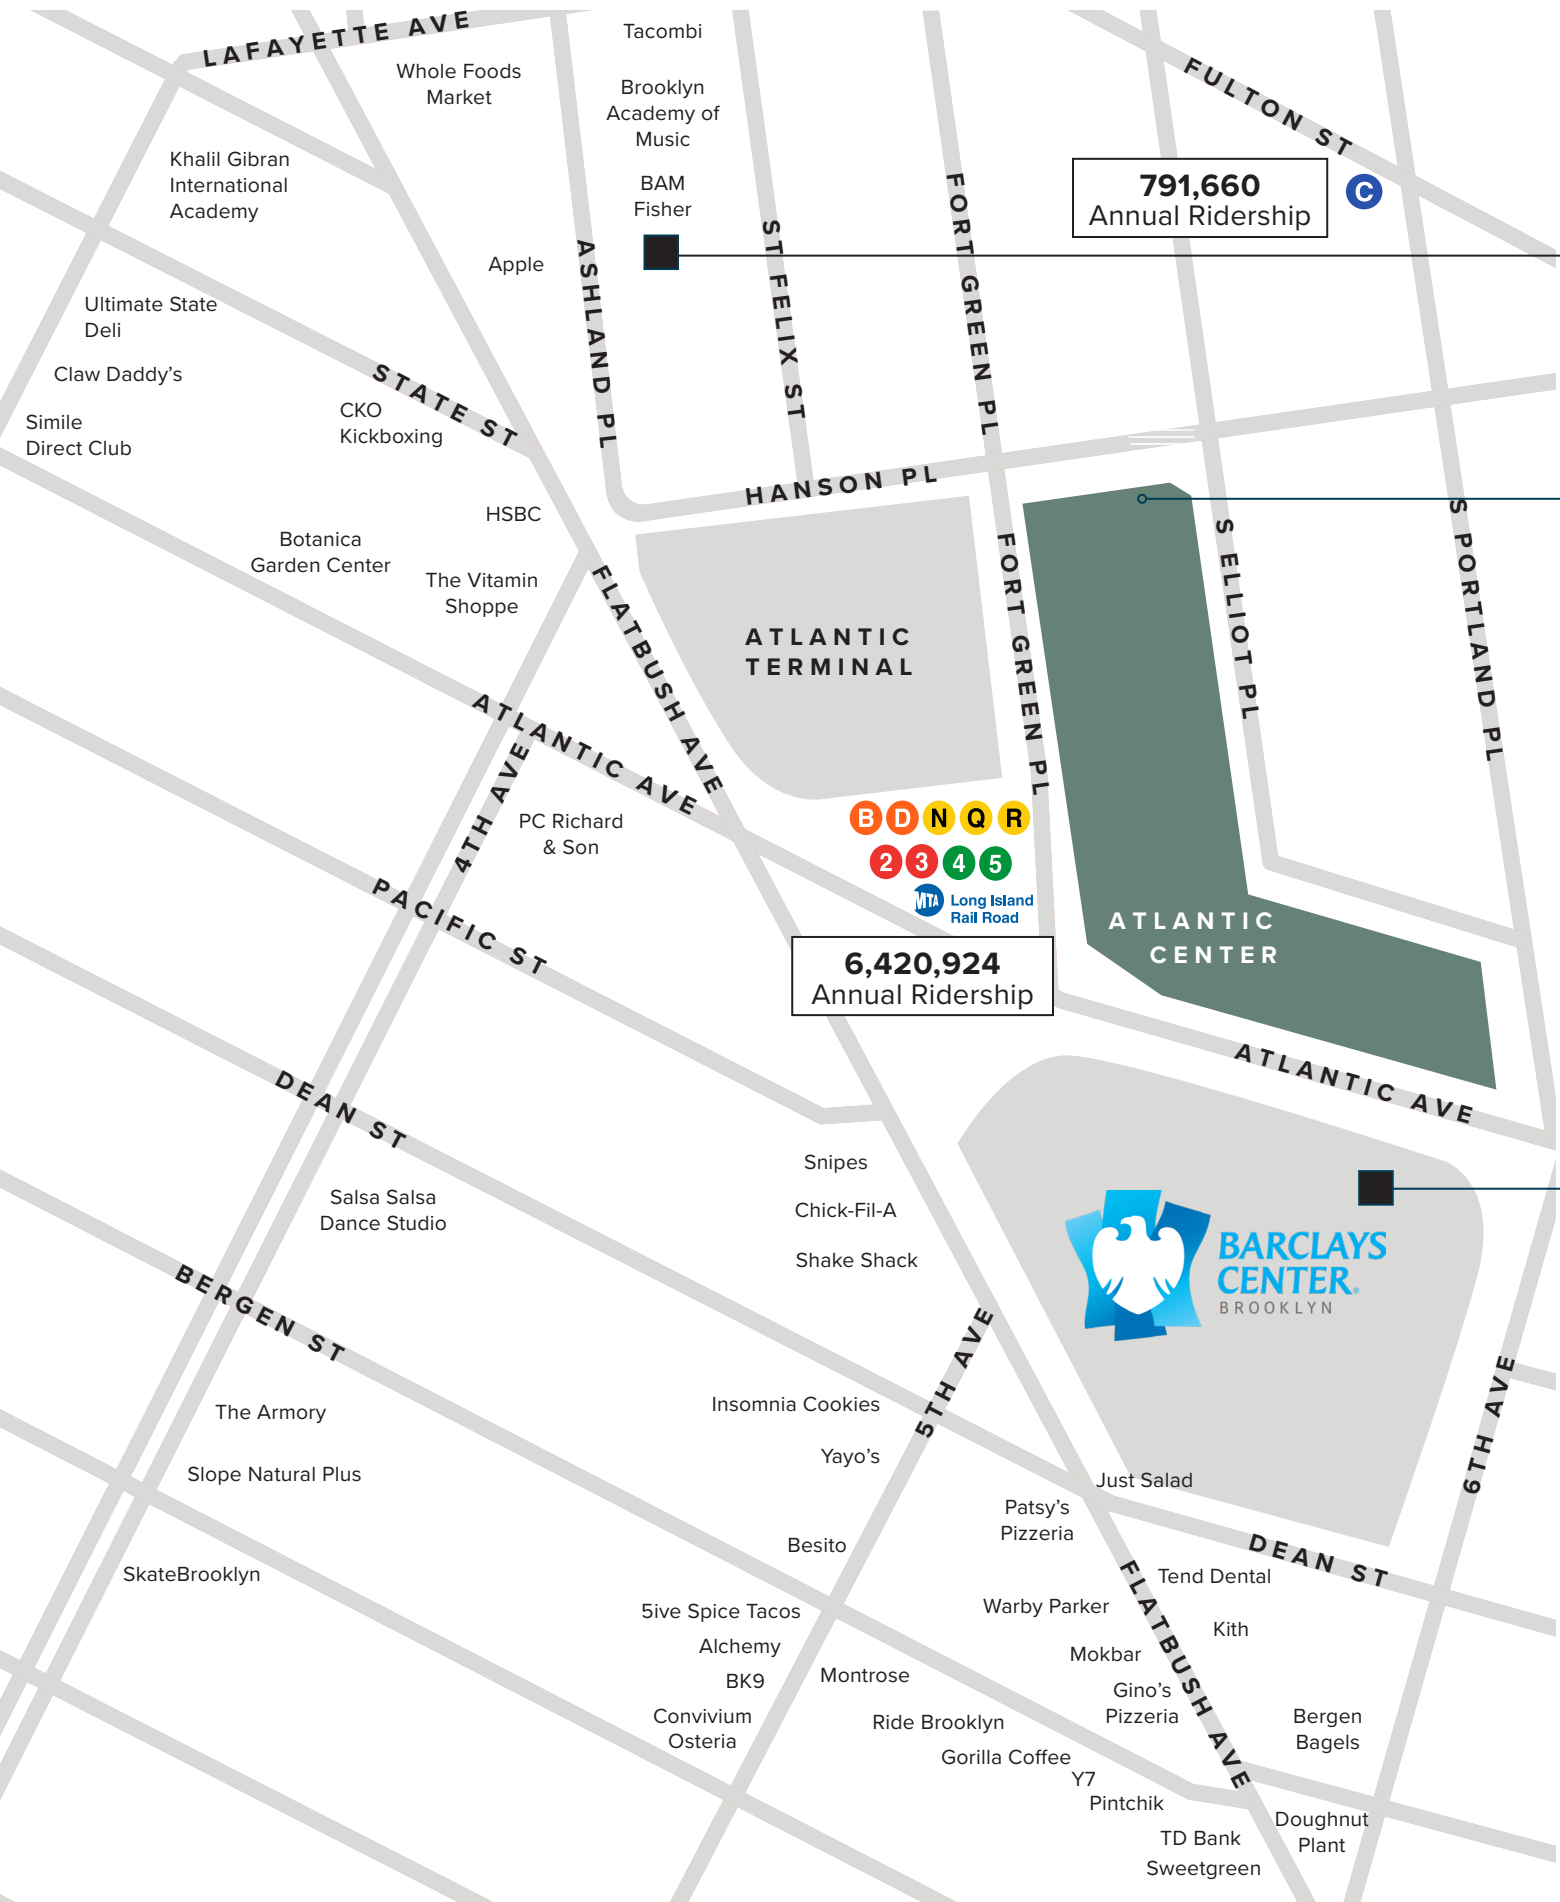 LAFAYETTE AVE
Tacombi
Whole Foods
Market
Brooklyn
Academy of
Music
FULTON ST
Khalil Gibran
International
Academy
BAM
Fisher
791,660
Annual Ridership
C
ASHLAND PL
ST FELIX ST
FORT GREEN PL
Apple
Ultimate State
Deli
Claw Daddy's
STATE ST
CKO
Kickboxing
Simile
Direct Club
HANSON PL
HSBC
Botanica
Garden Center
The Vitamin
Shoppe
FLATBUSH AVE
ATLANTIC
TERMINAL
FORT GREEN PL
S ELLIOT PL
S PORTLAND PL
ATLANTIC AVE
4TH AVE
PC Richard
& Son
B D N Q R
2 3 4 5
MTA Long Island
Rail Road
PACIFIC ST
ATLANTIC
CENTER
6,420,924
Annual Ridership
ATLANTIC AVE
DEAN ST
Snipes
Chick-Fil-A
Shake Shack
Salsa Salsa
Dance Studio
BARCLAYS
CENTER®
BROOKLYN
BERGEN ST
5TH AVE
6TH AVE
The Armory
Insomnia Cookies
Yayo's
Slope Natural Plus
Just Salad
Patsy's
Pizzeria
Besito
DEAN ST
SkateBrooklyn
Tend Dental
Warby Parker
5ive Spice Tacos
Kith
Alchemy
Mokbar
FLATBUSH AVE
BK9
Montrose
Gino's
Pizzeria
Convivium
Osteria
Ride Brooklyn
Bergen
Bagels
Gorilla Coffee
Y7
Pintchik
Doughnut
Plant
TD Bank
Sweetgreen